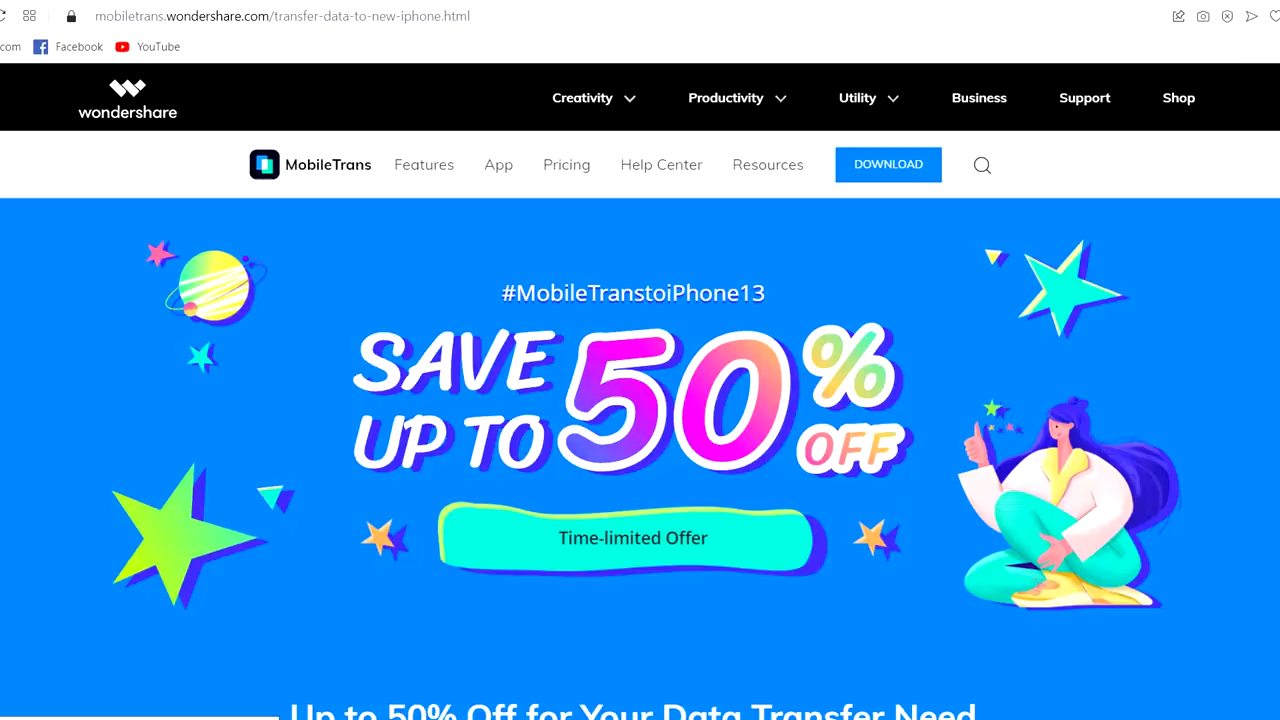 mobiletrans.wondershare.com/transfer-data-to-new-iphone.html
com Facebook YouTube
wondershare Creativity Productivity Utility Business Support Shop
MobileTrans Features App Pricing Help Center Resources DOWNLOAD
#MobileTranstoiPhone13
SAVE UP TO 50% OFF
Time-limited Offer
Up to 50% Off for Your Data Transfer Need